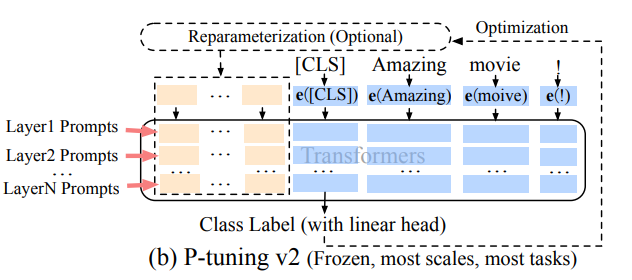 Optimization
Reparameterization (Optional)
[CLS] Amazing movie !
... e([CLS]) e(Amazing) e(moive) e(!)
Layer1 Prompts ...
Layer2 Prompts ... Transformers
... ... ... ... ... ...
LayerN Prompts ...
Class Label (with linear head)
(b) P-tuning v2 (Frozen, most scales, most tasks)